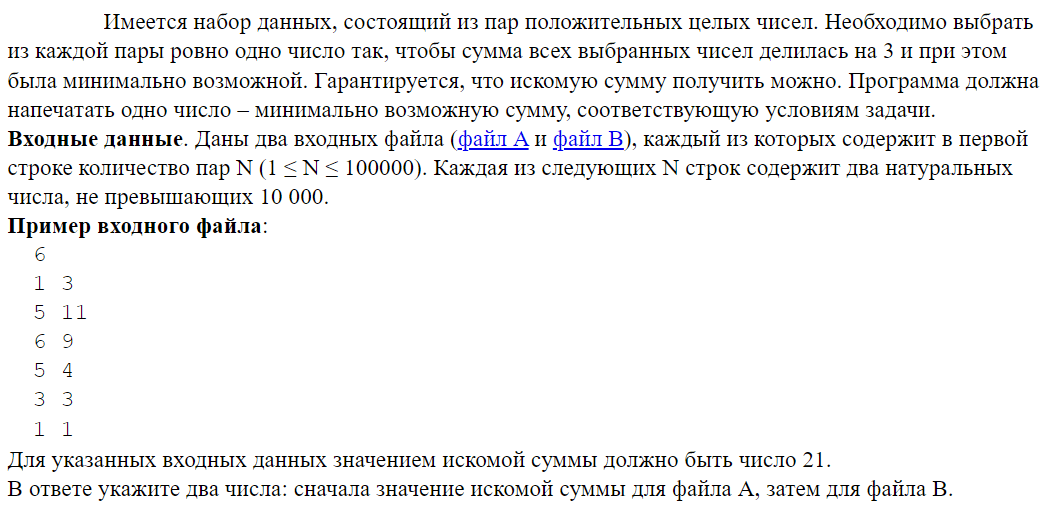 Имеется набор данных, состоящий из пар положительных целых чисел. Необходимо выбрать
из каждой пары ровно одно число так, чтобы сумма всех выбранных чисел делилась на 3 и при этом
была минимально возможной. Гарантируется, что искомую сумму получить можно. Программа должна
напечатать одно число – минимально возможную сумму, соответствующую условиям задачи.
Входные данные. Даны два входных файла (файл A и файл B), каждый из которых содержит в первой
строке количество пар N (1 ≤ N ≤ 100000). Каждая из следующих N строк содержит два натуральных
числа, не превышающих 10 000.
Пример входного файла:
6
1 3
5 11
6 9
5 4
3 3
1 1
Для указанных входных данных значением искомой суммы должно быть число 21.
В ответе укажите два числа: сначала значение искомой суммы для файла A, затем для файла B.